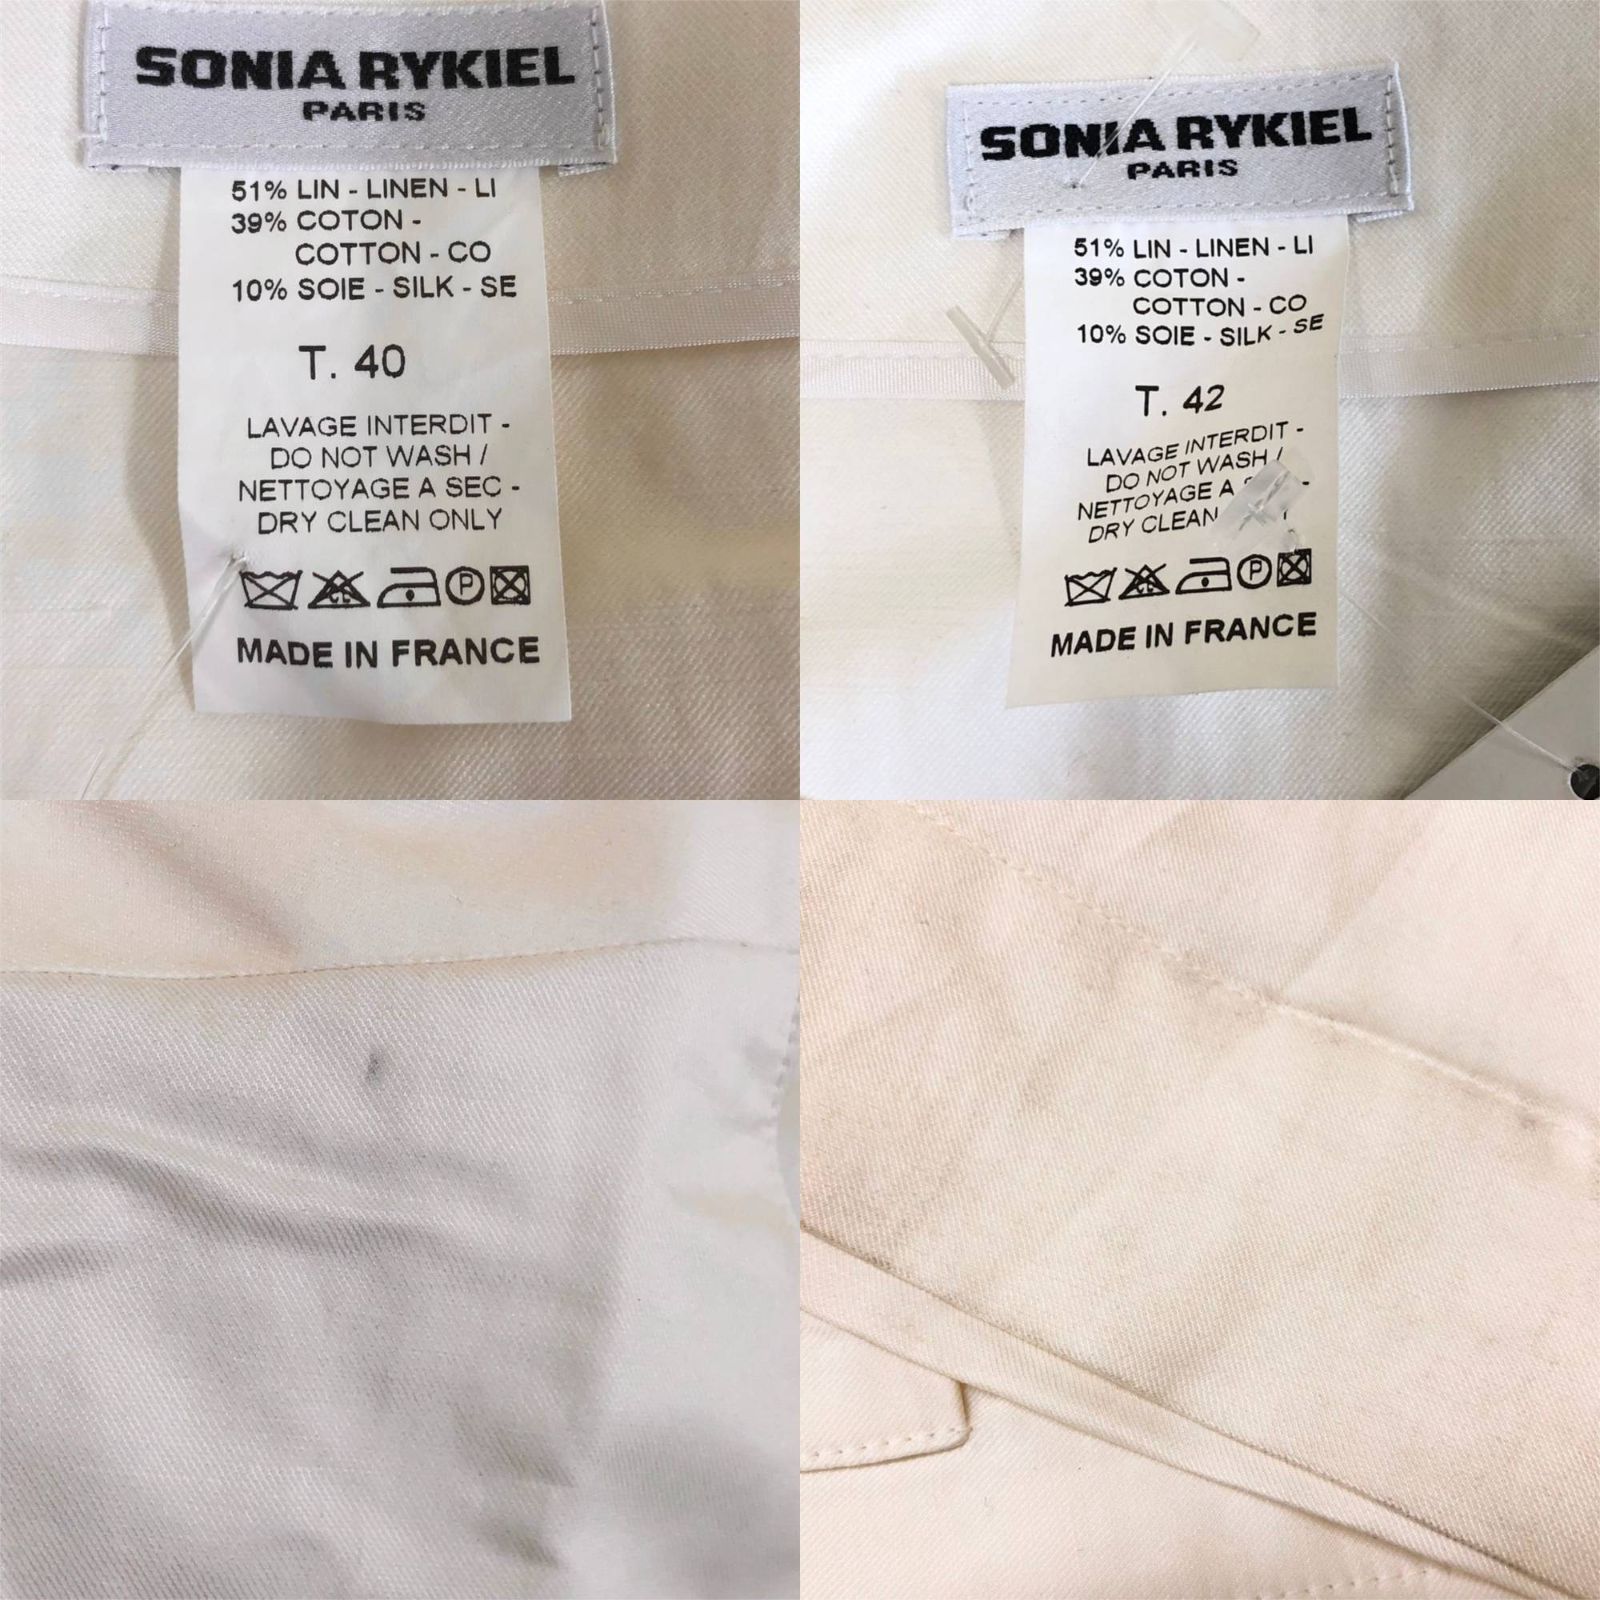 SONIA RYKIEL
PARIS
51% LIN - LINEN - LI
39% COTON -
COTTON - CO
10% SOIE - SILK - SE
T. 40
LAVAGE INTERDIT -
DO NOT WASH /
NETTOYAGE A SEC -
DRY CLEAN ONLY
P
MADE IN FRANCE
SONIA RYKIEL
PARIS
51% LIN - LINEN - LI
39% COTON -
COTTON - CO
10% SOIE - SILK - SE
T. 42
LAVAGE INTERDIT -
DO NOT WASH /
NETTOYAGE A -
DRY CLEAN
P
MADE IN FRANCE